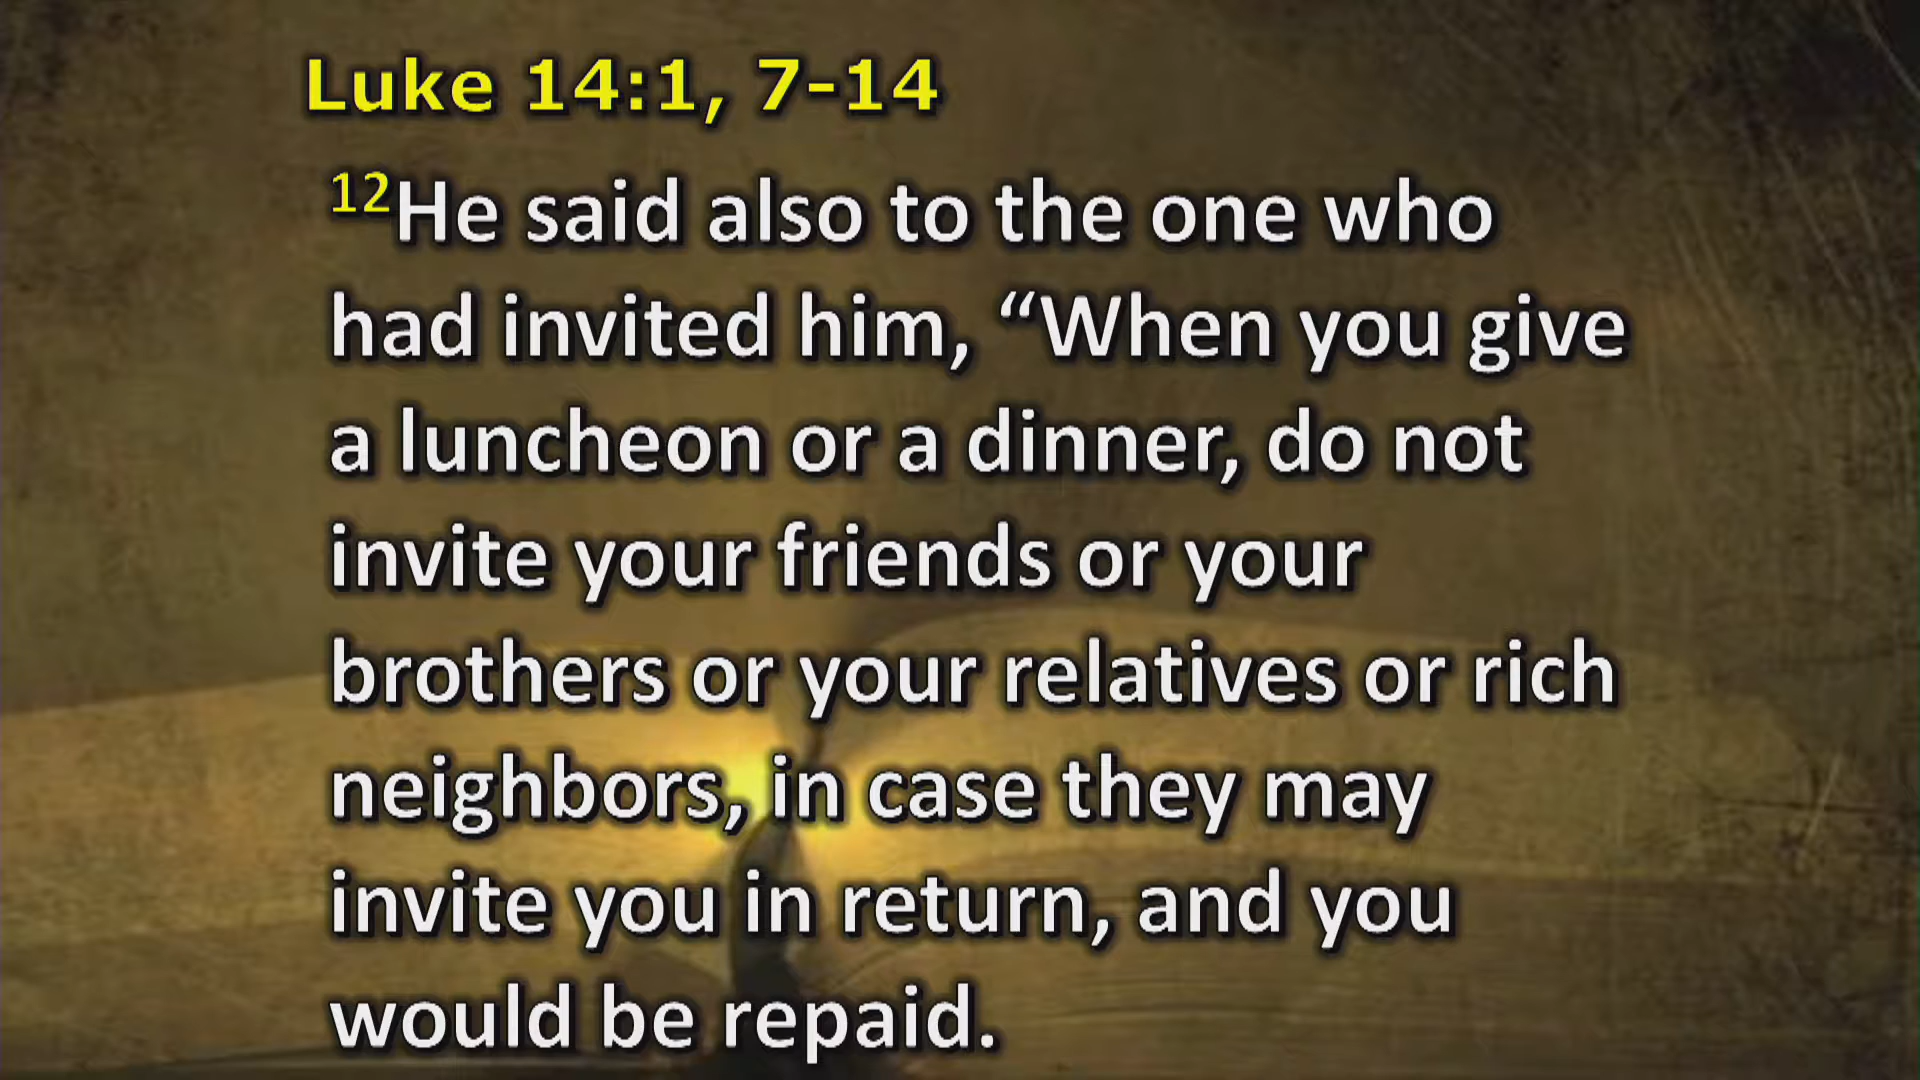 Luke 14:1, 7-14
12He said also to the one who
had invited him, “When you give
a luncheon or a dinner, do not
invite your friends or your
brothers or your relatives or rich
neighbors, in case they may
invite you in return, and you
would be repaid.